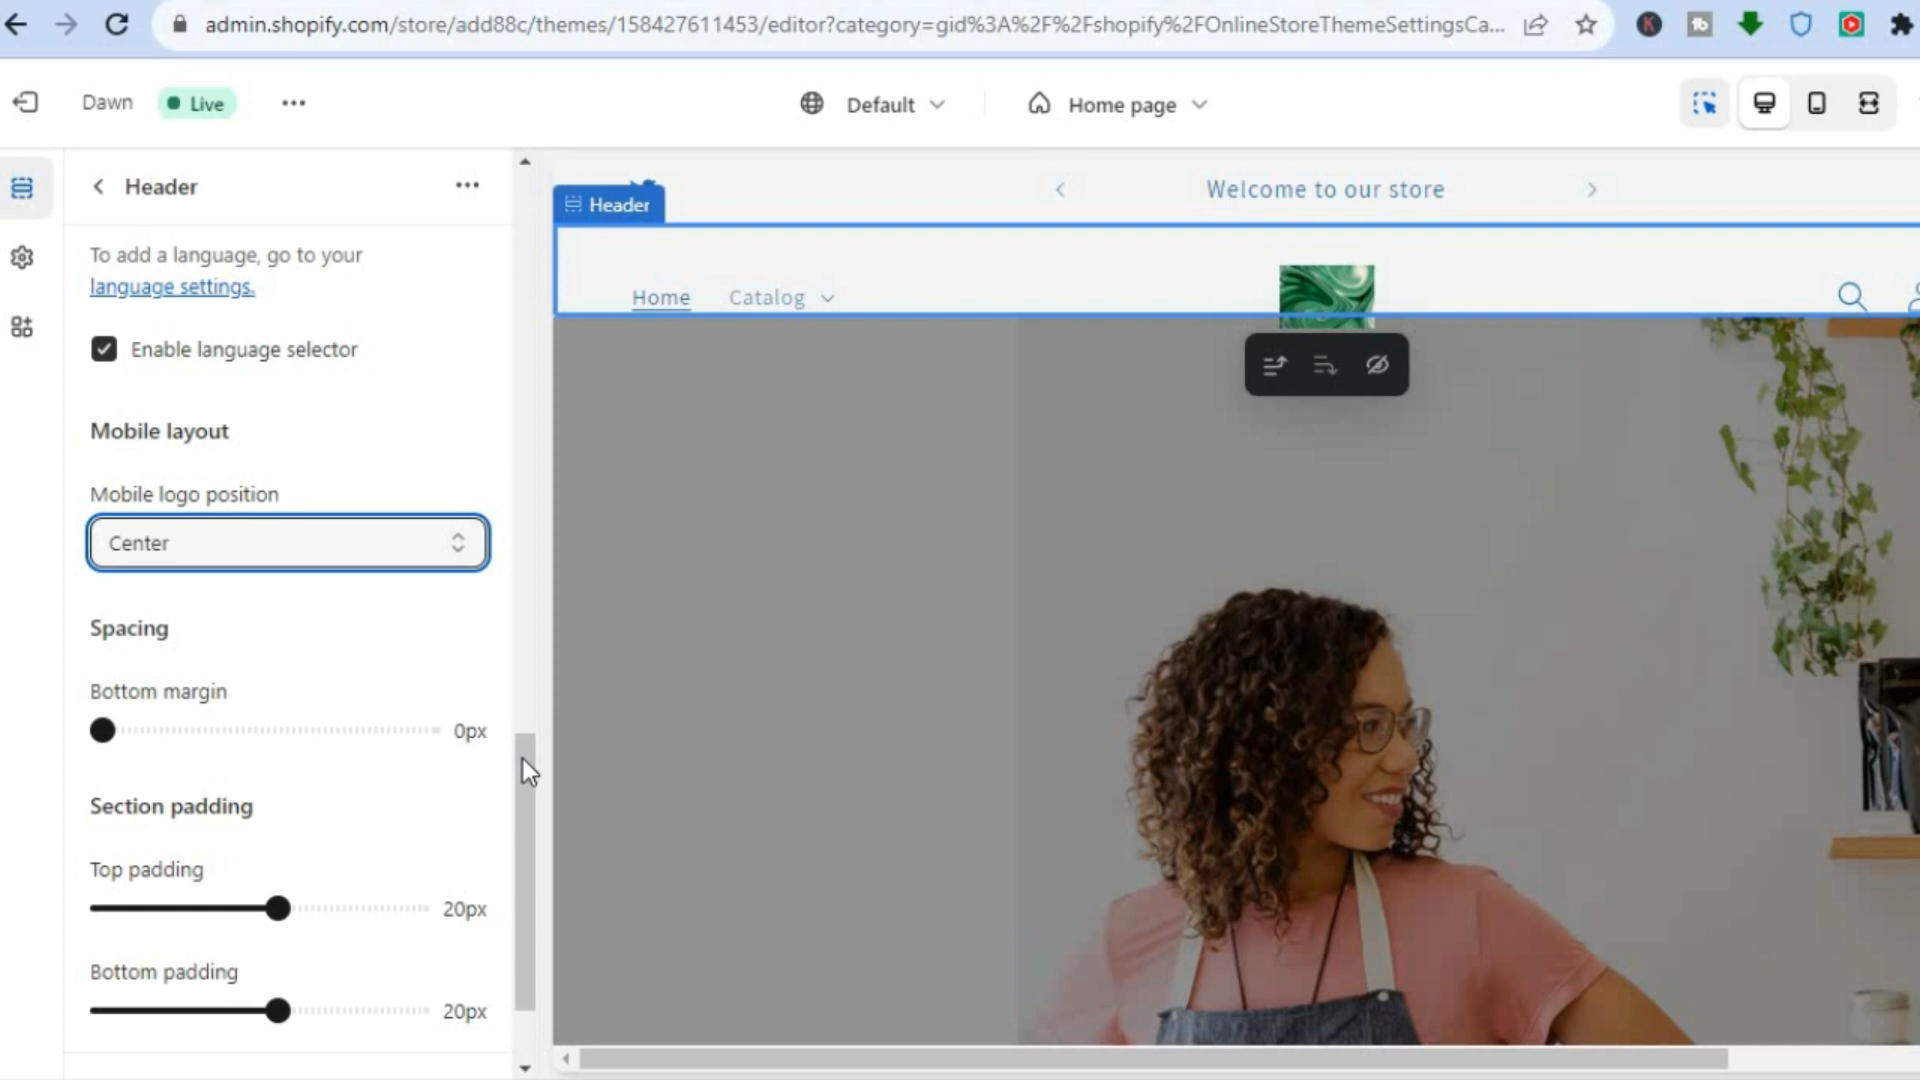 admin.shopify.com/store/add88c/themes/158427611453/editor?category=gid%3A%2F%2Fshopify%2FOnlineStoreThemeSettingsCa...
Dawn
Live
Default
Home page
Header
To add a language, go to your
language settings.
Enable language selector
Mobile layout
Mobile logo position
Center
Spacing
Bottom margin
0px
Section padding
Top padding
20px
Bottom padding
20px
Welcome to our store
Header
Home
Catalog